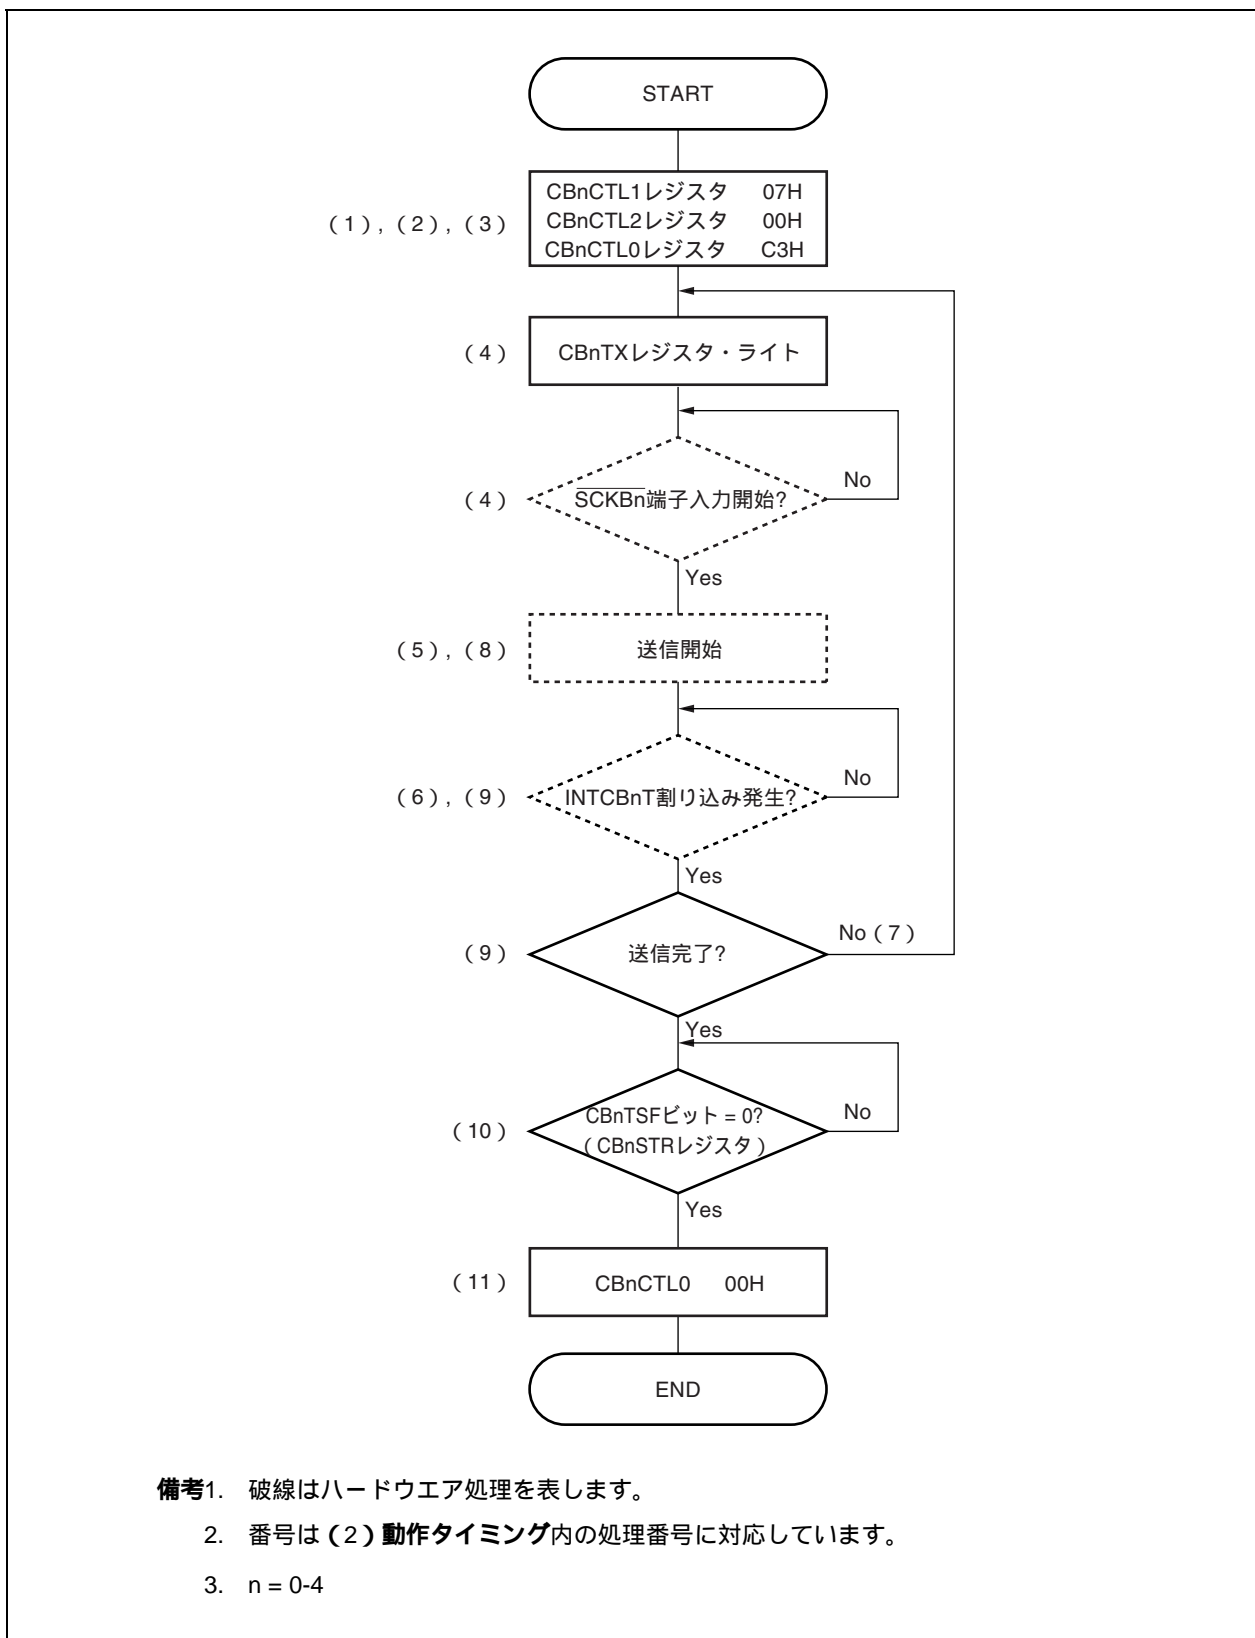 START
CBnCTL1レジスタ　07H
（1）,（2）,（3） CBnCTL2レジスタ　00H
CBnCTL0レジスタ　C3H
（4） CBnTXレジスタ・ライト
（4） SCKBn端子入力開始? No
Yes
（5）,（8） 送信開始
（6）,（9） INTCBnT割り込み発生? No
Yes
（9） 送信完了? No（7）
Yes
（10） CBnTSFビット = 0? No
（CBnSTRレジスタ）
Yes
（11） CBnCTL0　00H
END
備考1. 破線はハードウエア処理を表します。
2. 番号は（2）動作タイミング内の処理番号に対応しています。
3. n = 0-4